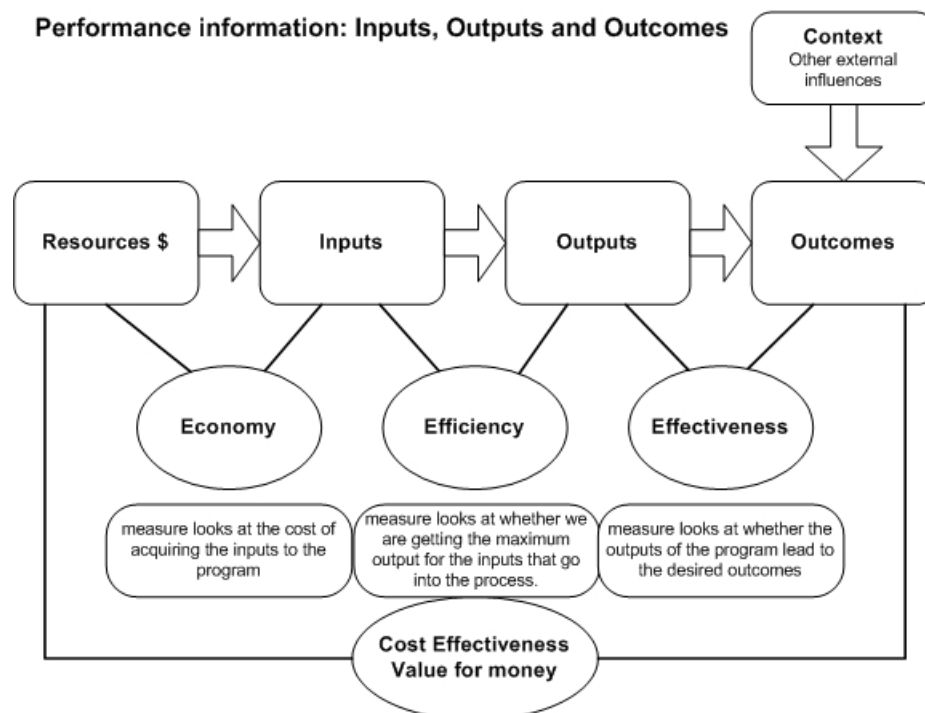 Performance information: Inputs, Outputs and Outcomes
Context
Other external
influences
Resources $
Inputs
Outputs
Outcomes
Economy
Efficiency
Effectiveness
measure looks at the cost of
acquiring the inputs to the
program
measure looks at whether we
are getting the maximum
output for the inputs that go
into the process.
measure looks at whether the
outputs of the program lead to
the desired outcomes
Cost Effectiveness
Value for money